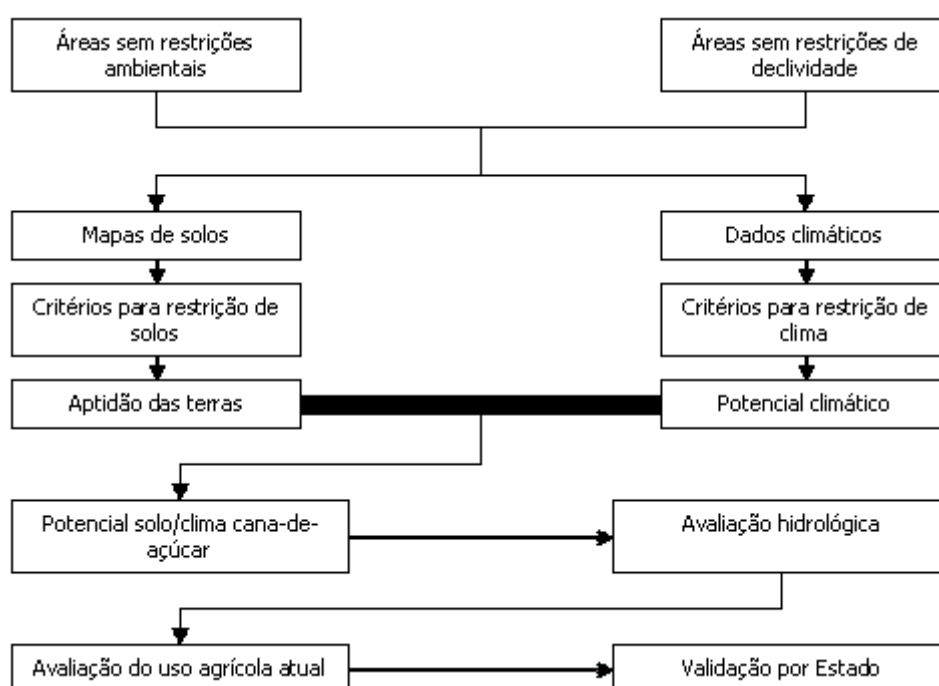 Áreas sem restrições
ambientais
Áreas sem restrições de
declividade
Mapas de solos
Dados climáticos
Critérios para restrição de
solos
Critérios para restrição de
clima
Aptidão das terras
Potencial climático
Potencial solo/clima cana-de-
açúcar
Avaliação hidrológica
Avaliação do uso agrícola atual
Validação por Estado